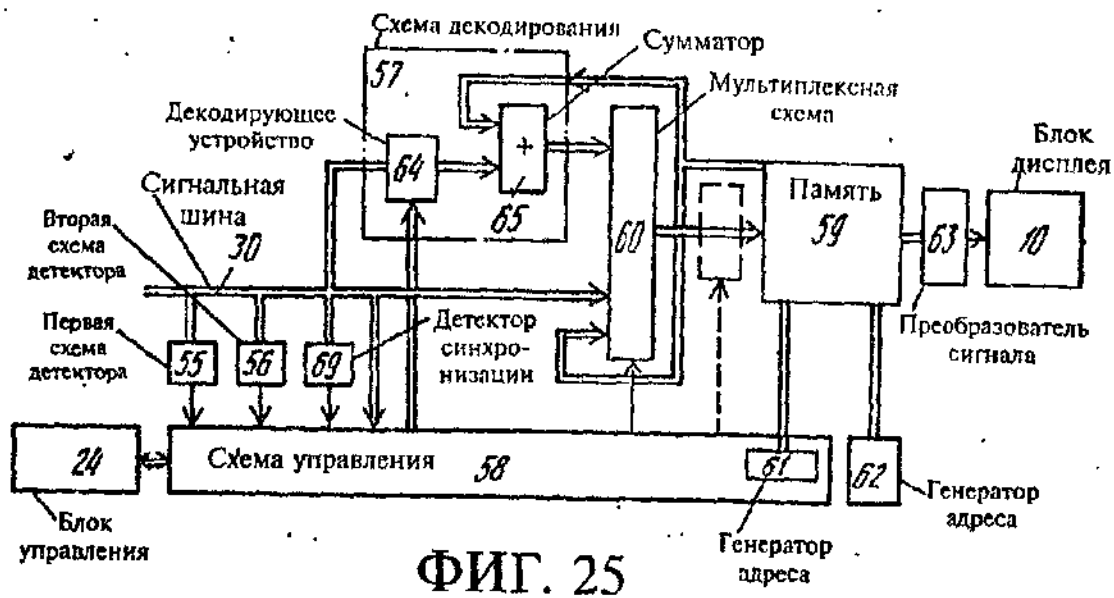 Схема декодирования
57
Сумматор
Мультиплексная
схема
Декодирующее
устройство
64
+
65
Сигнальная
шина
30
Вторая
схема
детектора
Первая
схема
детектора
55
56
69
Детектор
синхро-
низации
60
Память
59
63
Блок
дисплея
10
Преобразователь
сигнала
24
Блок
управления
Схема управления
58
61
62
Генератор
адреса
Генератор
адреса
ФИГ. 25